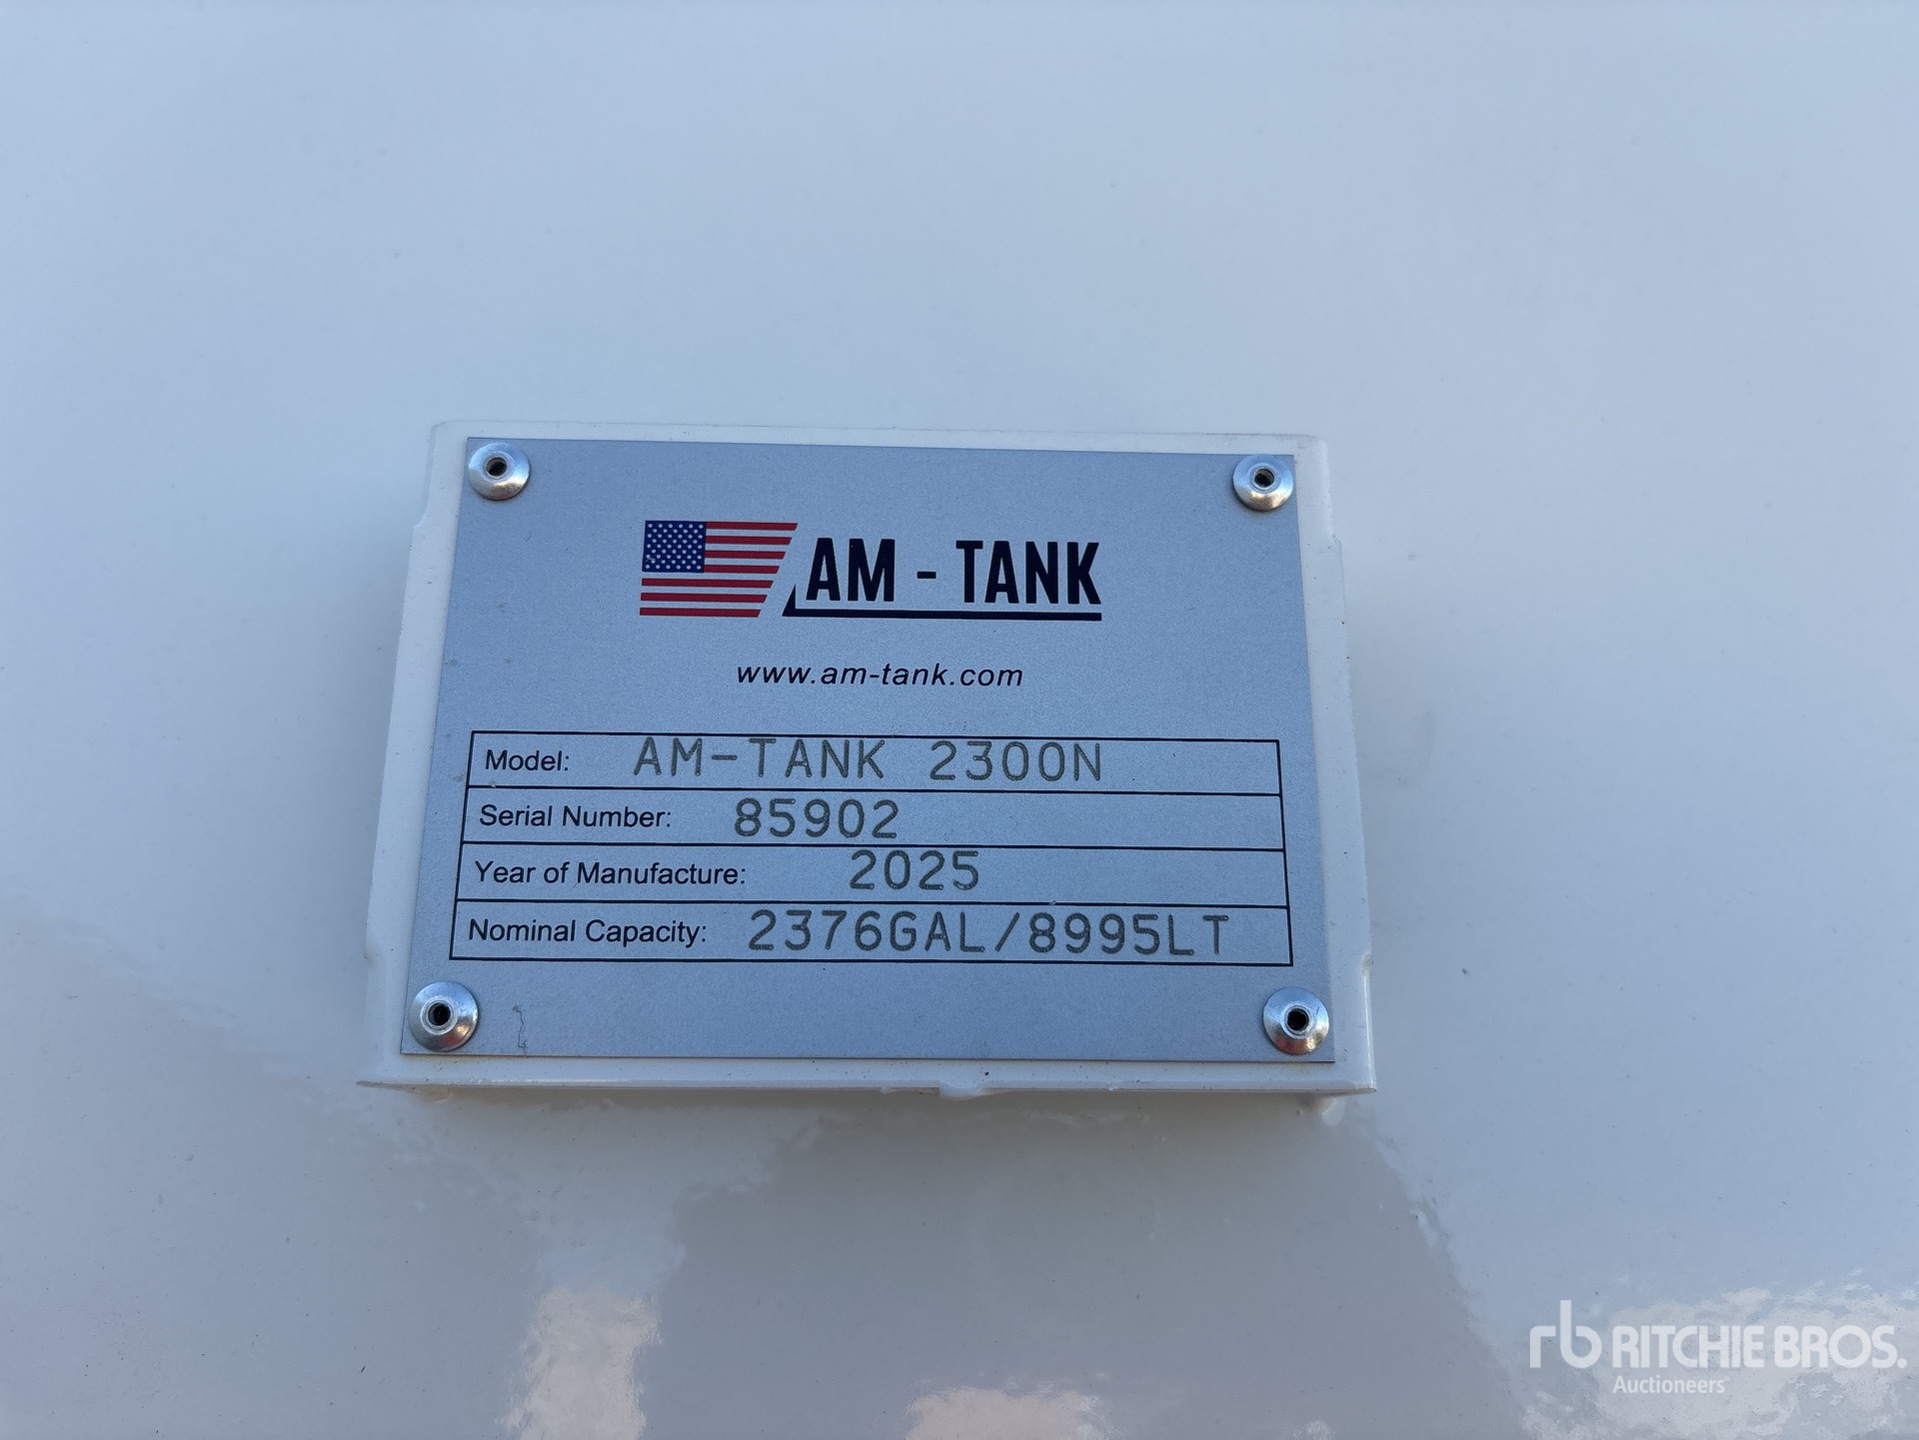 AM - TANK
www.am-tank.com
Model: AM-TANK 2300N
Serial Number: 85902
Year of Manufacture: 2025
Nominal Capacity: 2376GAL/8995LT
rb RITCHIE BROS.
Auctioneers